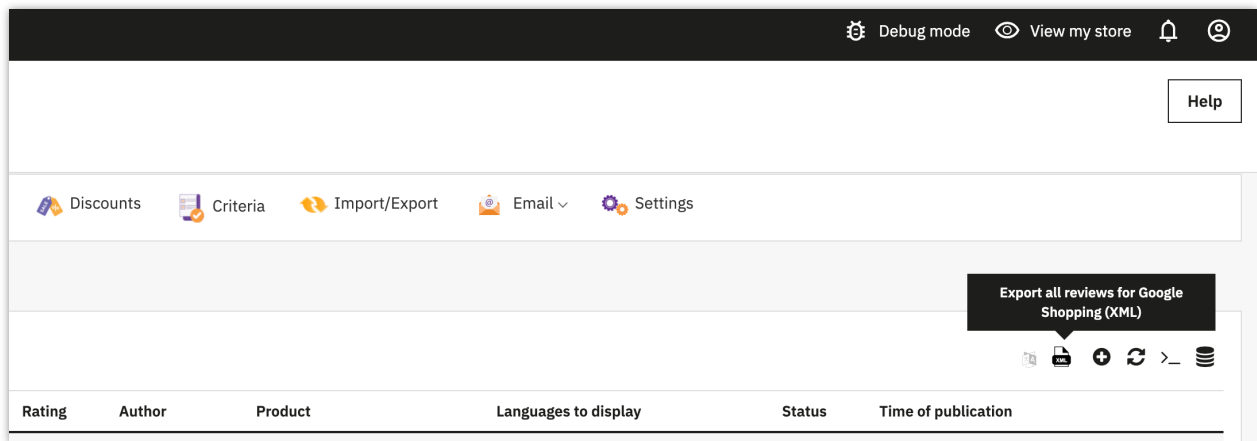 Debug mode View my store
Help
Discounts Criteria Import/Export Email Settings
Export all reviews for Google
Shopping (XML)
XML >_
Rating Author Product Languages to display Status Time of publication